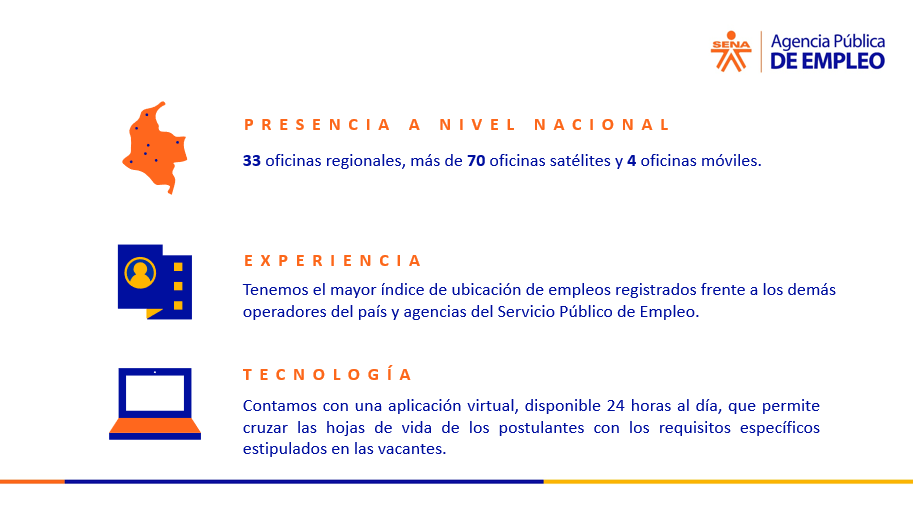 SENA
Agencia Pública
DE EMPLEO
PRESENCIA A NIVEL NACIONAL
33 oficinas regionales, más de 70 oficinas satélites y 4 oficinas móviles.
EXPERIENCIA
Tenemos el mayor índice de ubicación de empleos registrados frente a los demás
operadores del país y agencias del Servicio Público de Empleo.
TECNOLOGÍA
Contamos con una aplicación virtual, disponible 24 horas al día, que permite
cruzar las hojas de vida de los postulantes con los requisitos específicos
estipulados en las vacantes.